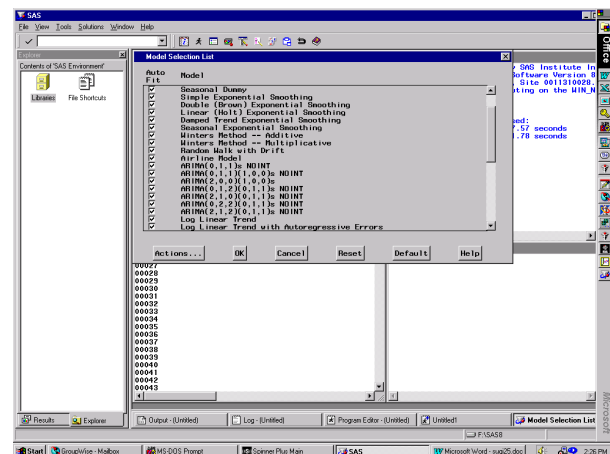 SAS
File View Tools Solutions Window Help
Explorer
Contents of 'SAS Environment'
Libraries
File Shortcuts
Model Selection List
Auto
Fit
Model
Seasonal Dummy
Simple Exponential Smoothing
Double (Brown) Exponential Smoothing
Linear (Holt) Exponential Smoothing
Damped Trend Exponential Smoothing
Seasonal Exponential Smoothing
Winters Method -- Additive
Winters Method -- Multiplicative
Random Walk with Drift
Airline Model
ARIMA(0,1,1)s NOINT
ARIMA(0,1,1)(1,0,0)s NOINT
ARIMA(2,0,0)(1,0,0)s
ARIMA(0,1,2)(0,1,1)s NOINT
ARIMA(2,1,0)(0,1,1)s NOINT
ARIMA(0,2,2)(0,1,1)s NOINT
ARIMA(2,1,2)(0,1,1)s NOINT
Log Linear Trend
Log Linear Trend with Autoregressive Errors
Actions... OK Cancel Reset Default Help
SAS Institute In
Software Version 8
Site 0011310028.
ting on the WIN_N
ed:
7.57 seconds
1.78 seconds
00027
00028
00029
00030
00031
00032
00033
00034
00035
00036
00037
00038
00039
00040
00041
00042
00043
Results Explorer
Output - (Untitled) Log - (Untitled) Program Editor - (Untitled) Untitled1 Model Selection List
F:\SAS8
Start GroupWise - Mailbox MS-DOS Prompt Spinner Plus Main SAS Microsoft Word - sugi25.doc 2:26 PM
Office
Microsoft